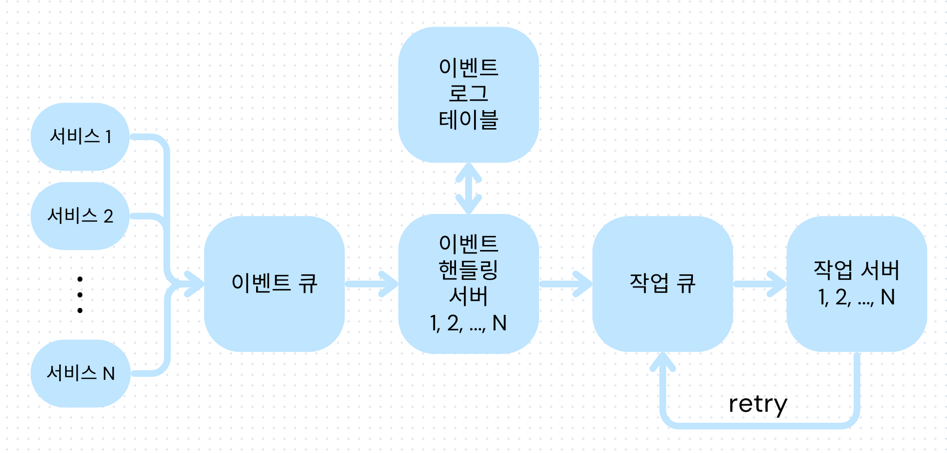 이벤트
로그
테이블
서비스 1
서비스 2
서비스 N
이벤트 큐
이벤트
핸들링
서버
1, 2, ..., N
작업 큐
작업 서버
1, 2, ..., N
retry